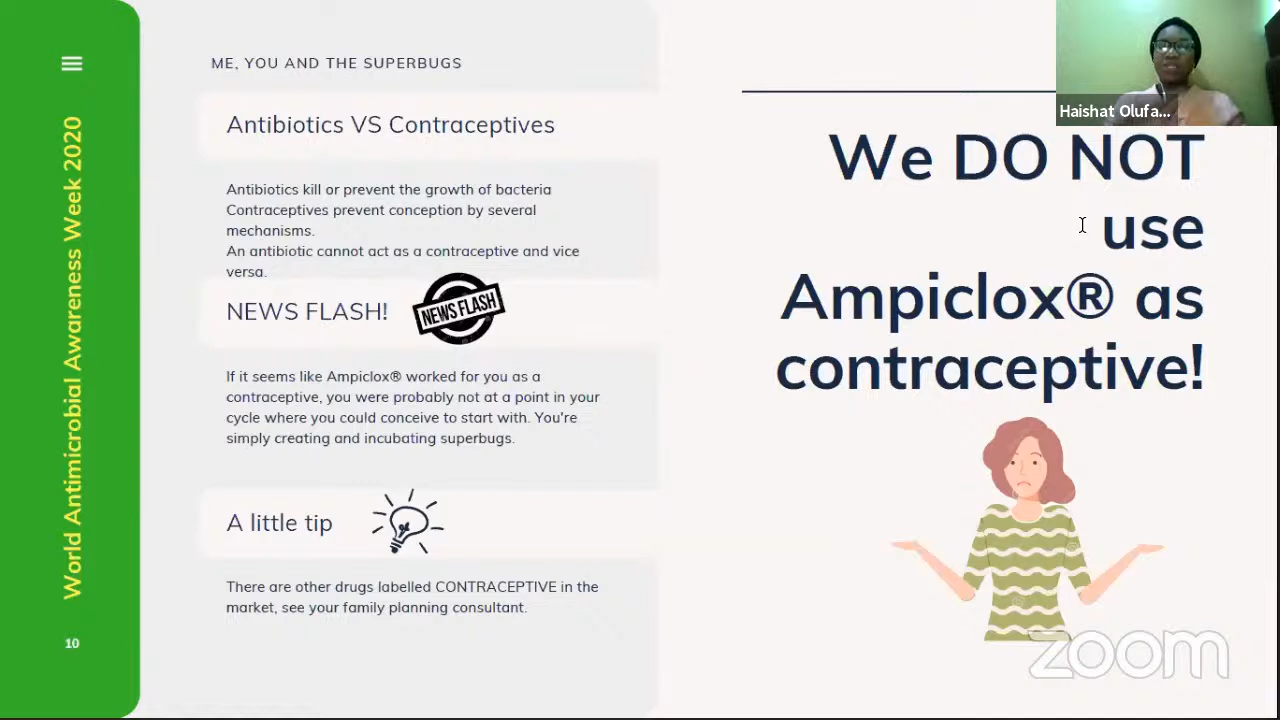 World Antimicrobial Awareness Week 2020
10
ME, YOU AND THE SUPERBUGS
Antibiotics VS Contraceptives
Antibiotics kill or prevent the growth of bacteria
Contraceptives prevent conception by several
mechanisms.
An antibiotic cannot act as a contraceptive and vice
versa.
NEWS FLASH!
NEWS FLASH
If it seems like Ampiclox® worked for you as a
contraceptive, you were probably not at a point in your
cycle where you could conceive to start with. You're
simply creating and incubating superbugs.
A little tip
There are other drugs labelled CONTRACEPTIVE in the
market, see your family planning consultant.
Haishat Olufa...
We DO NOT
use
Ampiclox® as
contraceptive!
zoom